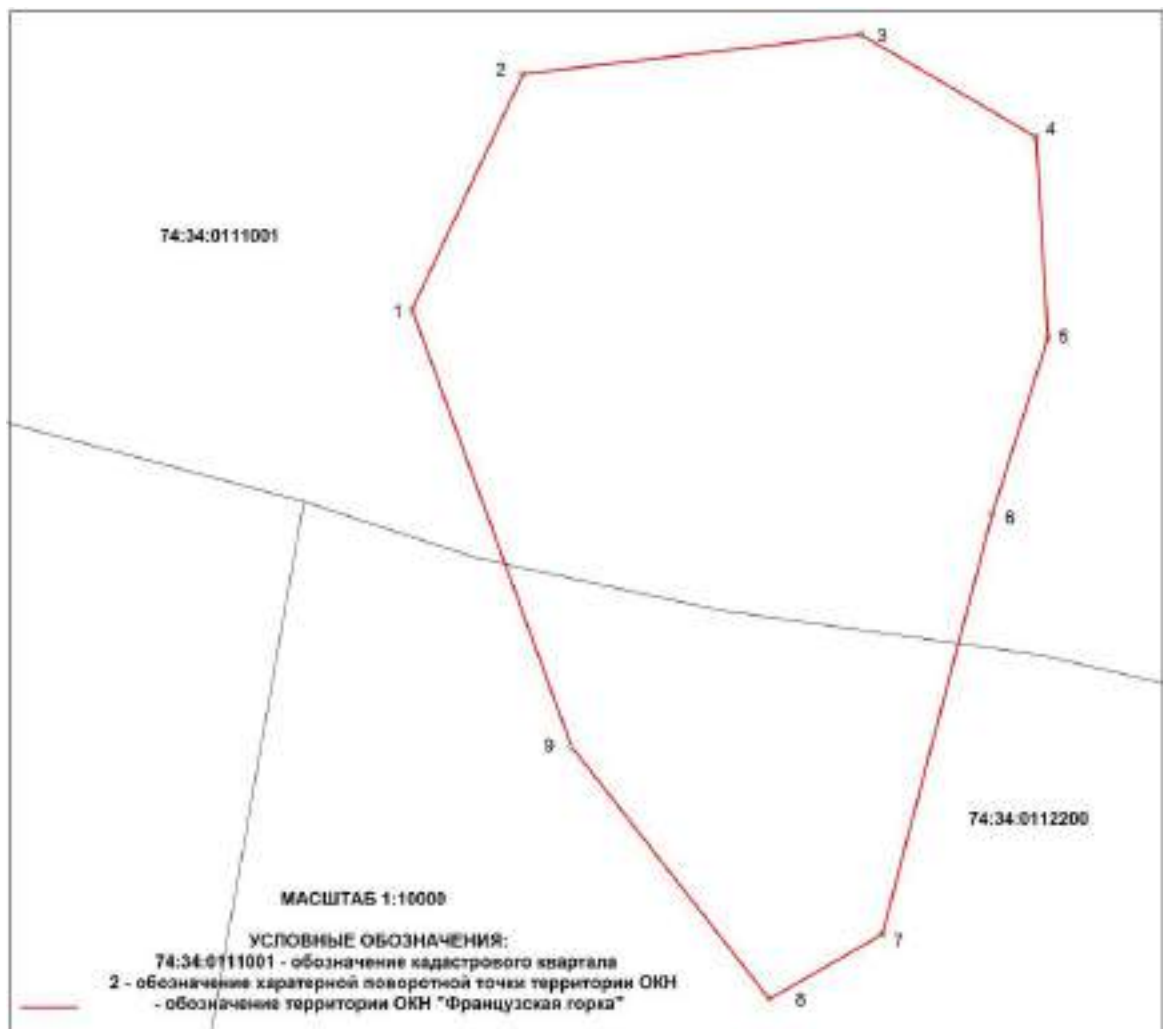 3
2
4
74:34:0111001
1
5
6
9
74:34:0112200
МАСШТАБ 1:10000
7
УСЛОВНЫЕ ОБОЗНАЧЕНИЯ:
74:34:0111001 - обозначение кадастрового квартала
2 - обозначение характерной поворотной точки территории ОКН
8
- обозначение территории ОКН "Французская горка"